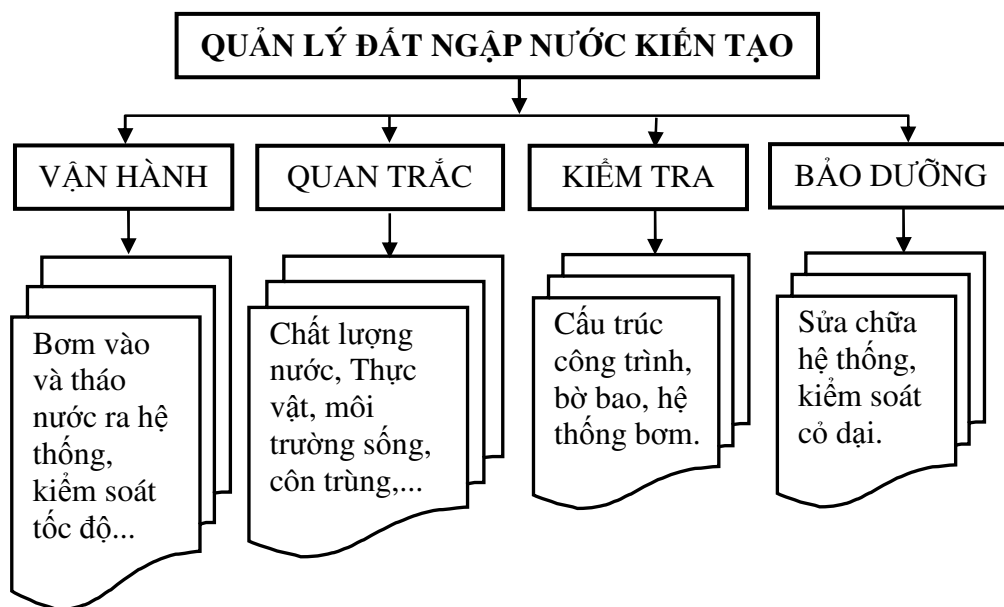 QUẢN LÝ ĐẤT NGẬP NƯỚC KIẾN TẠO
VẬN HÀNH
QUAN TRẮC
KIỂM TRA
BẢO DƯỠNG
Bơm vào
và tháo
nước ra hệ
thống,
kiểm soát
tốc độ...
Chất lượng
nước, Thực
vật, môi
trường sống,
côn trùng,...
Cấu trúc
công trình,
bờ bao, hệ
thống bơm.
Sửa chữa
hệ thống,
kiểm soát
cỏ dại.